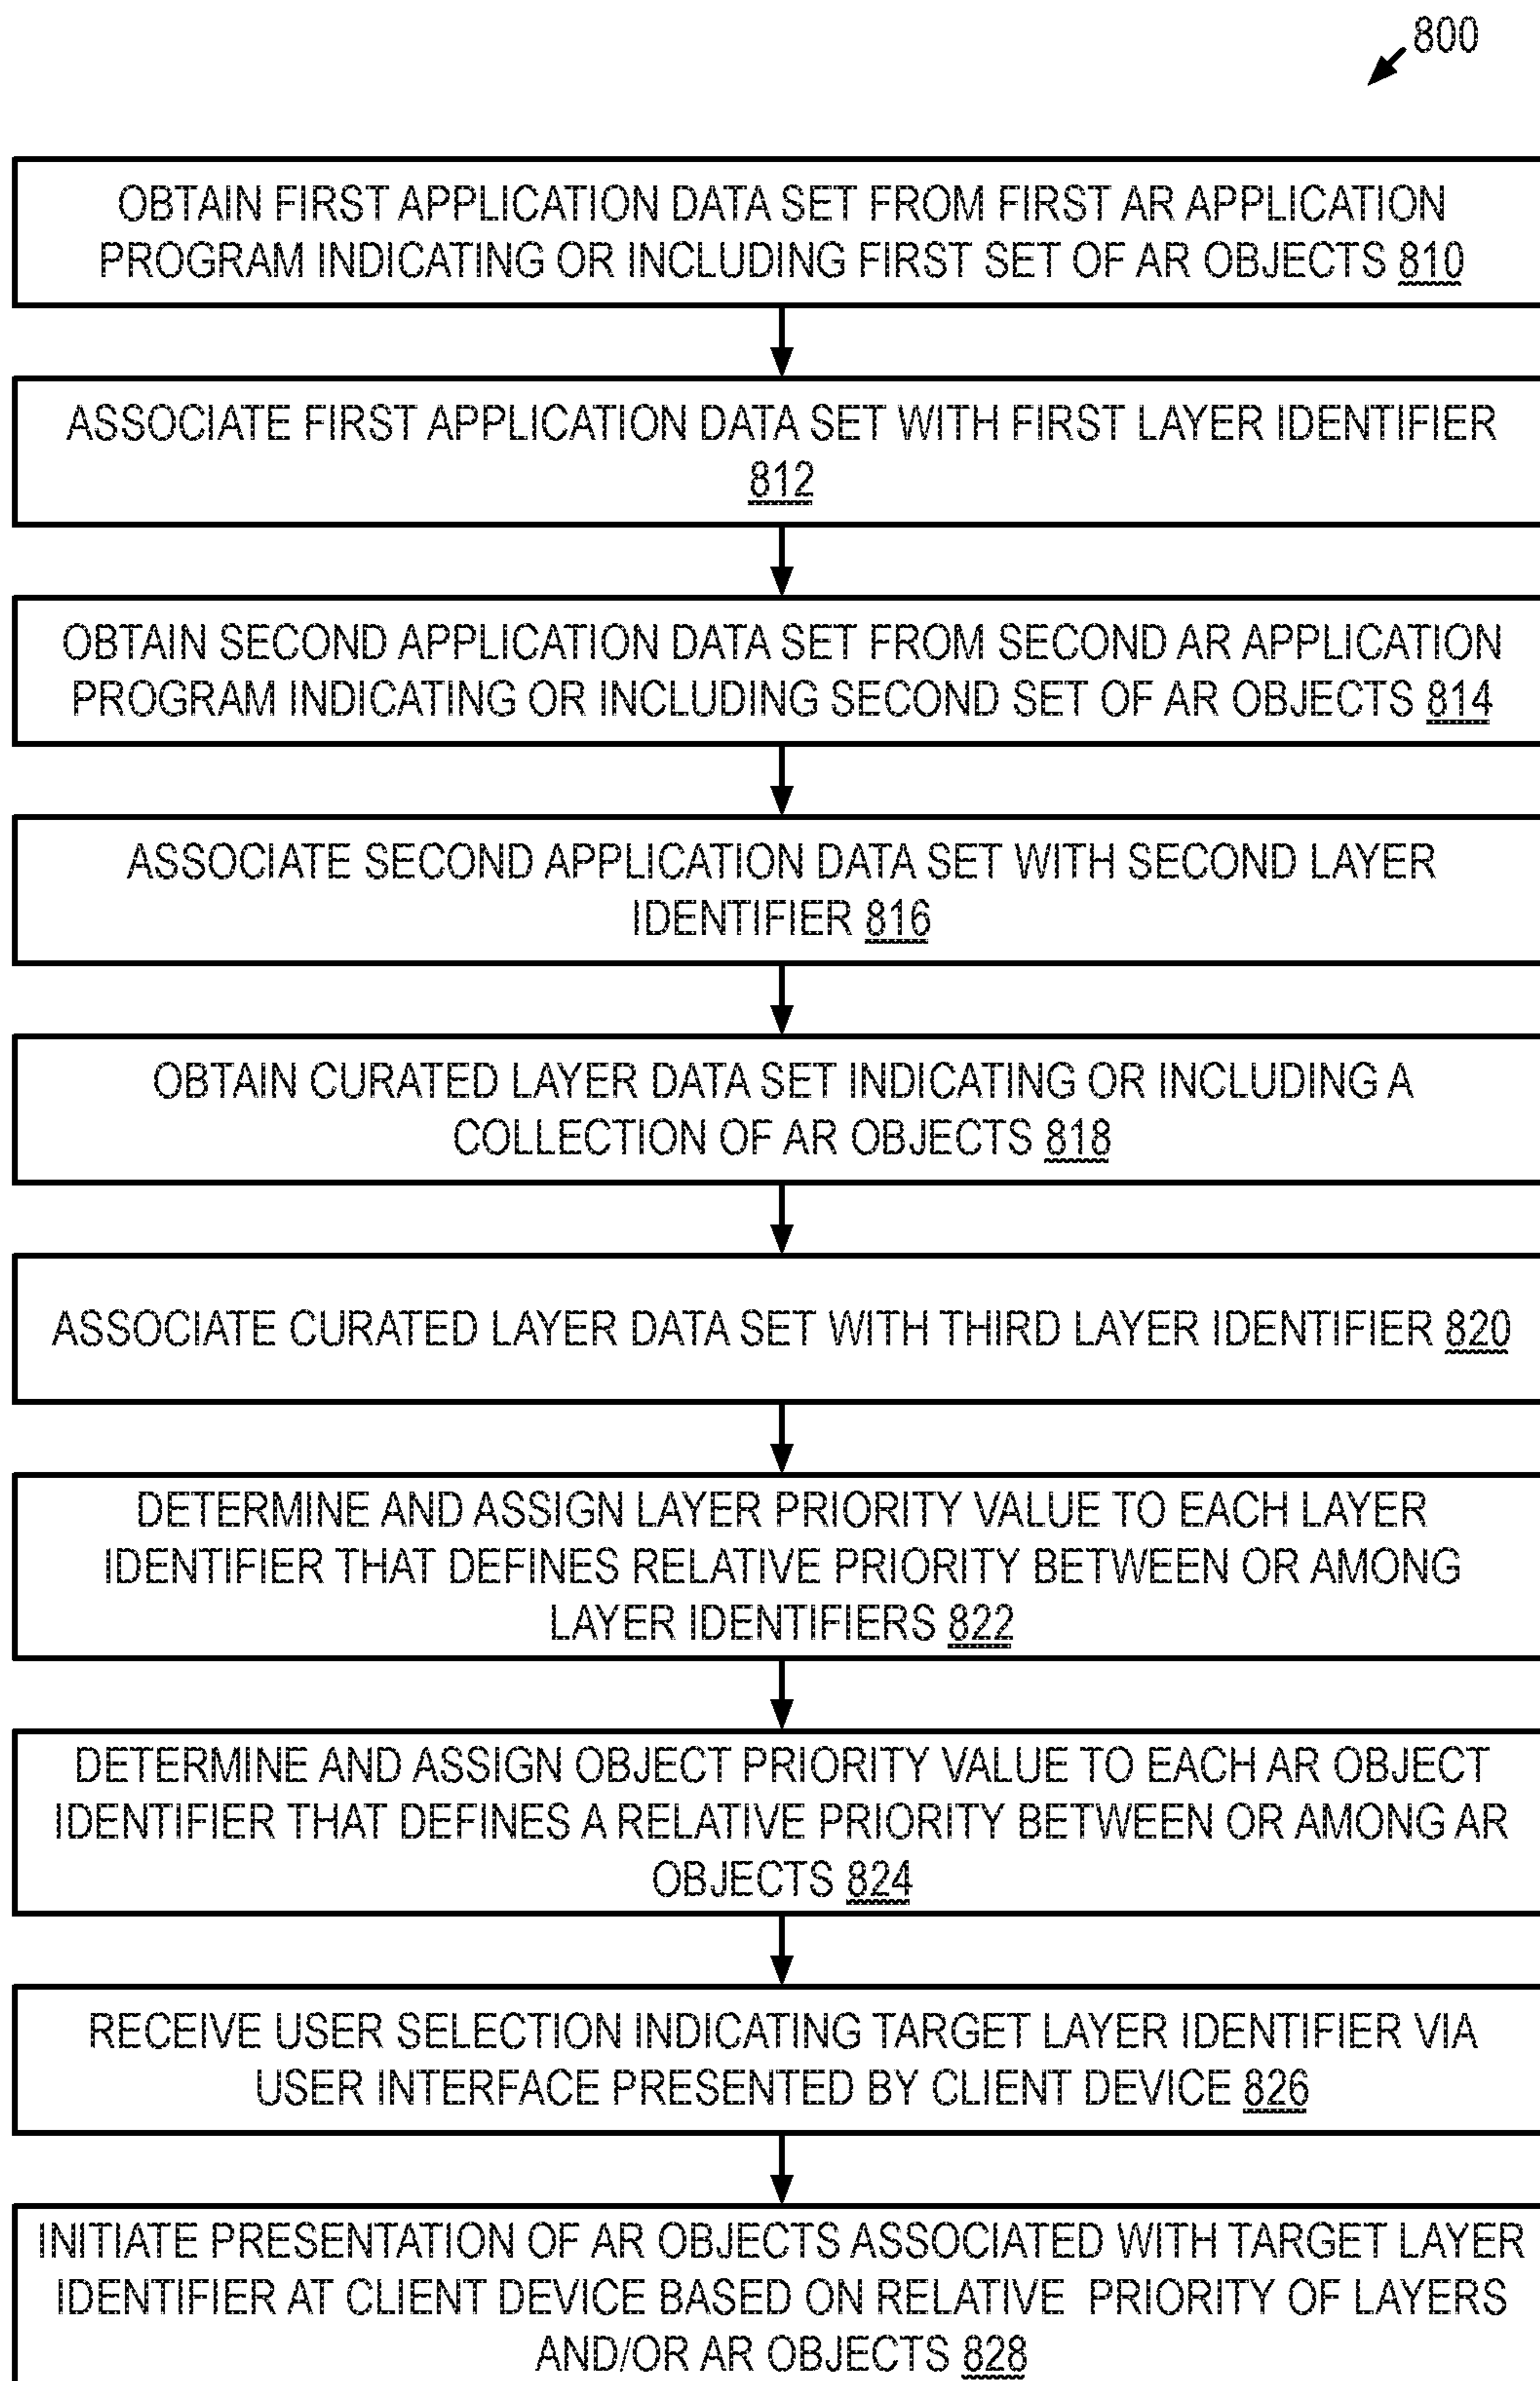 800
OBTAIN FIRST APPLICATION DATA SET FROM FIRST AR APPLICATION
PROGRAM INDICATING OR INCLUDING FIRST SET OF AR OBJECTS 810
ASSOCIATE FIRST APPLICATION DATA SET WITH FIRST LAYER IDENTIFIER
812
OBTAIN SECOND APPLICATION DATA SET FROM SECOND AR APPLICATION
PROGRAM INDICATING OR INCLUDING SECOND SET OF AR OBJECTS 814
ASSOCIATE SECOND APPLICATION DATA SET WITH SECOND LAYER
IDENTIFIER 816
OBTAIN CURATED LAYER DATA SET INDICATING OR INCLUDING A
COLLECTION OF AR OBJECTS 818
ASSOCIATE CURATED LAYER DATA SET WITH THIRD LAYER IDENTIFIER 820
DETERMINE AND ASSIGN LAYER PRIORITY VALUE TO EACH LAYER
IDENTIFIER THAT DEFINES RELATIVE PRIORITY BETWEEN OR AMONG
LAYER IDENTIFIERS 822
DETERMINE AND ASSIGN OBJECT PRIORITY VALUE TO EACH AR OBJECT
IDENTIFIER THAT DEFINES A RELATIVE PRIORITY BETWEEN OR AMONG AR
OBJECTS 824
RECEIVE USER SELECTION INDICATING TARGET LAYER IDENTIFIER VIA
USER INTERFACE PRESENTED BY CLIENT DEVICE 826
INITIATE PRESENTATION OF AR OBJECTS ASSOCIATED WITH TARGET LAYER
IDENTIFIER AT CLIENT DEVICE BASED ON RELATIVE PRIORITY OF LAYERS
AND/OR AR OBJECTS 828